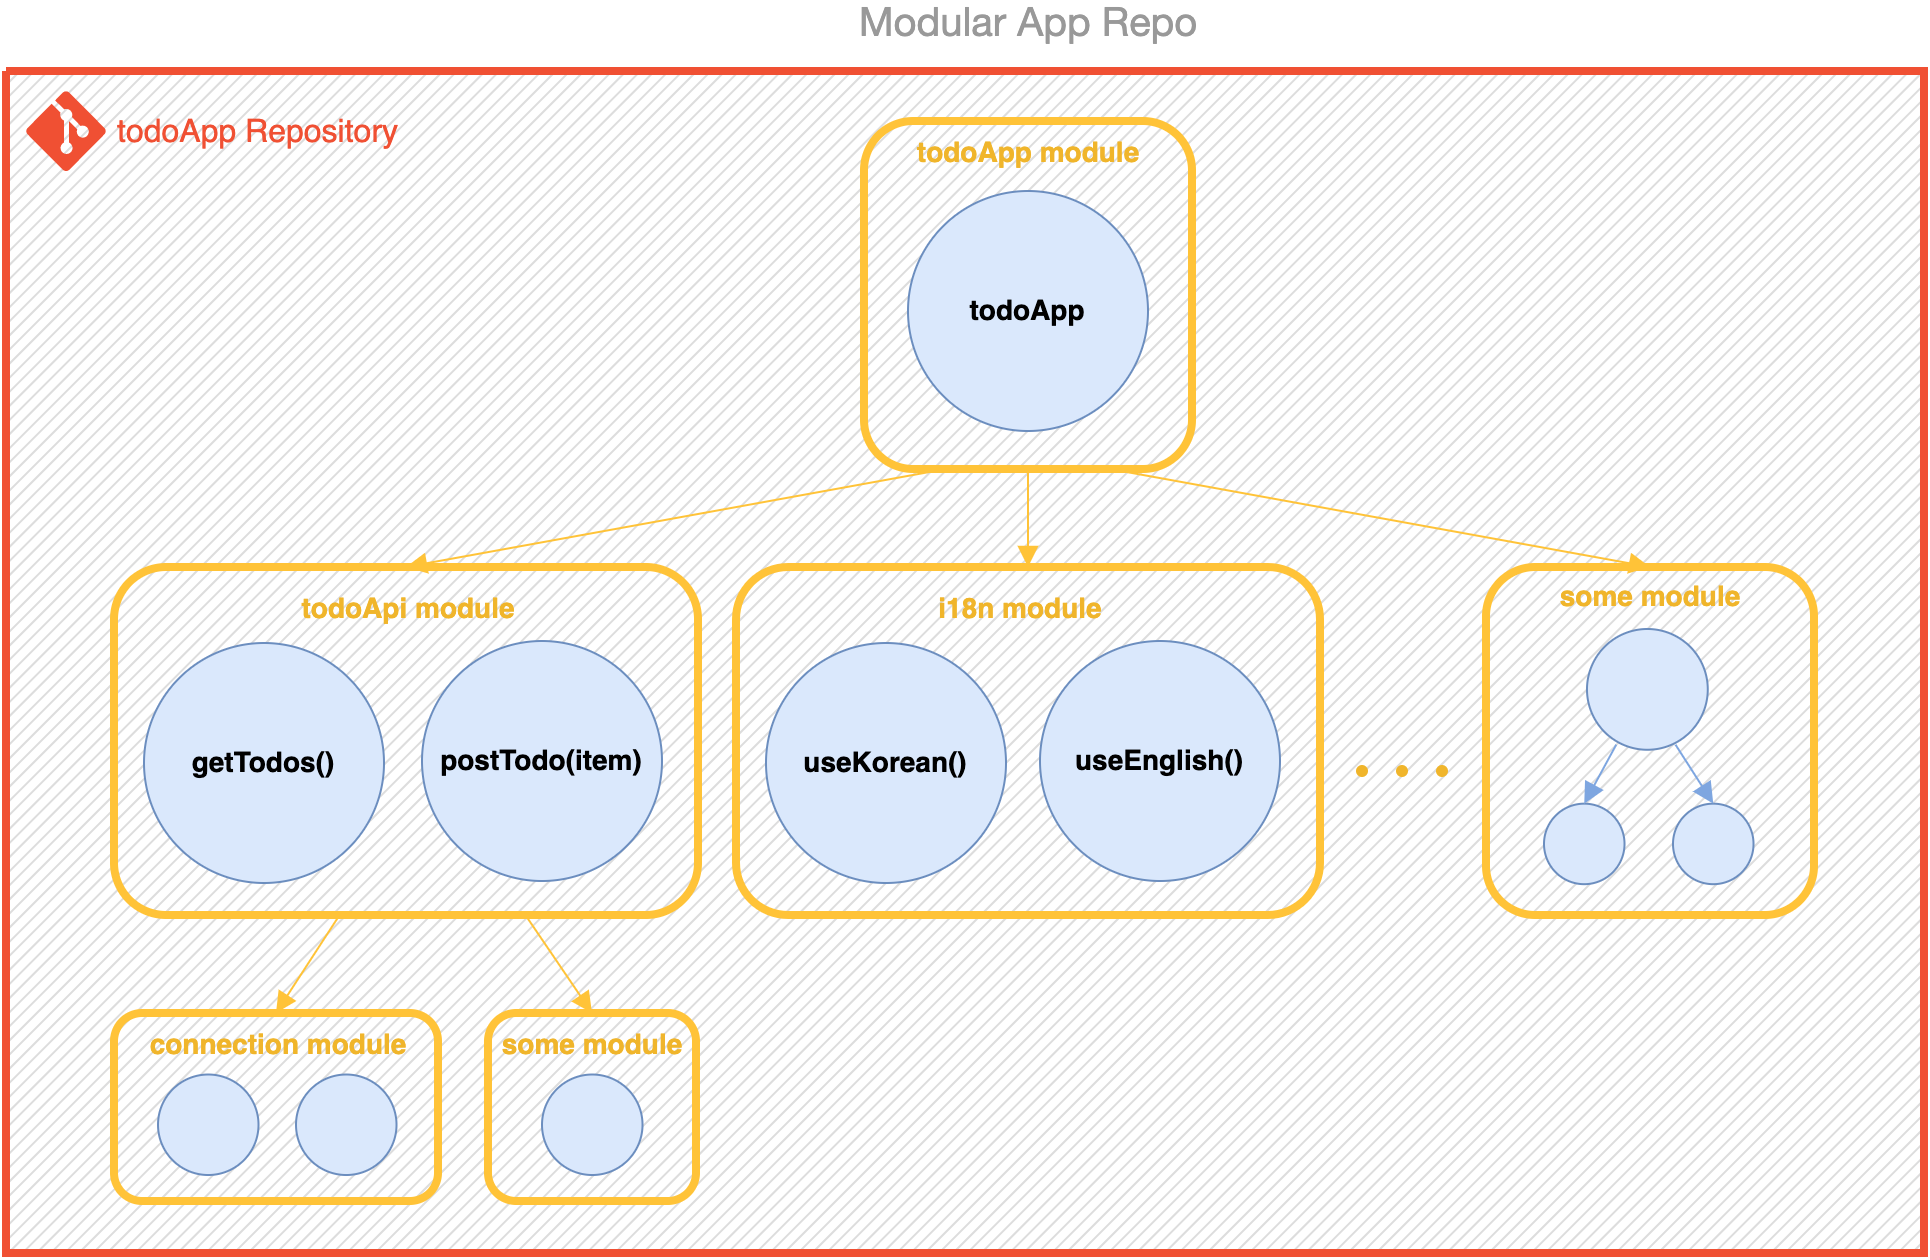 Modular App Repo
todoApp Repository
todoApp module
todoApp
todoApi module
getTodos()
postTodo(item)
i18n module
useKorean()
useEnglish()
some module
connection module
some module